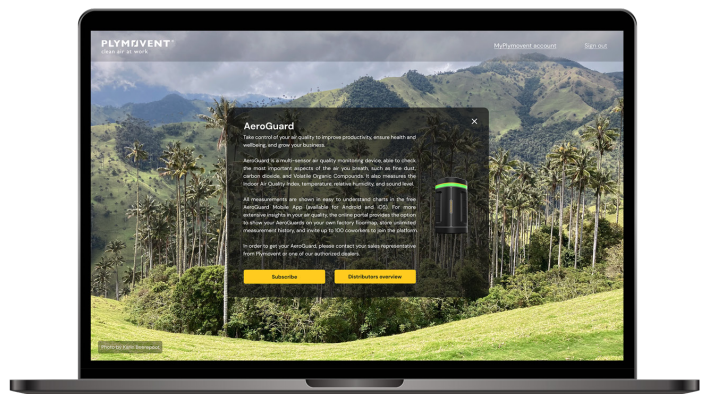 PLYMOVENT
clean air at work
MyPlymovent account
Sign out
AeroGuard
Take control of your air quality to improve productivity, ensure health and
wellbeing, and grow your business.
AeroGuard is a multi-sensor air quality monitoring device, able to check
the most important aspects of the air you breath, such as fine dust,
carbon dioxide, and Volatile Organic Compounds. It also measures the
Indoor Air Quality Index, temperature, relative humidity, and sound level.
All measurements are shown in easy to understand charts in the free
AeroGuard Mobile App (available for Android and iOS). For more
extensive insights in your air quality, the online portal provides the option
to show your AeroGuards on your own factory floormap, store unlimited
measurement history, and invite up to 100 coworkers to join the platform
In order to get your AeroGuard, please contact your sales representative
from Plymovent or one of our authorized dealers.
Subscribe
Distributors overview
Photo by